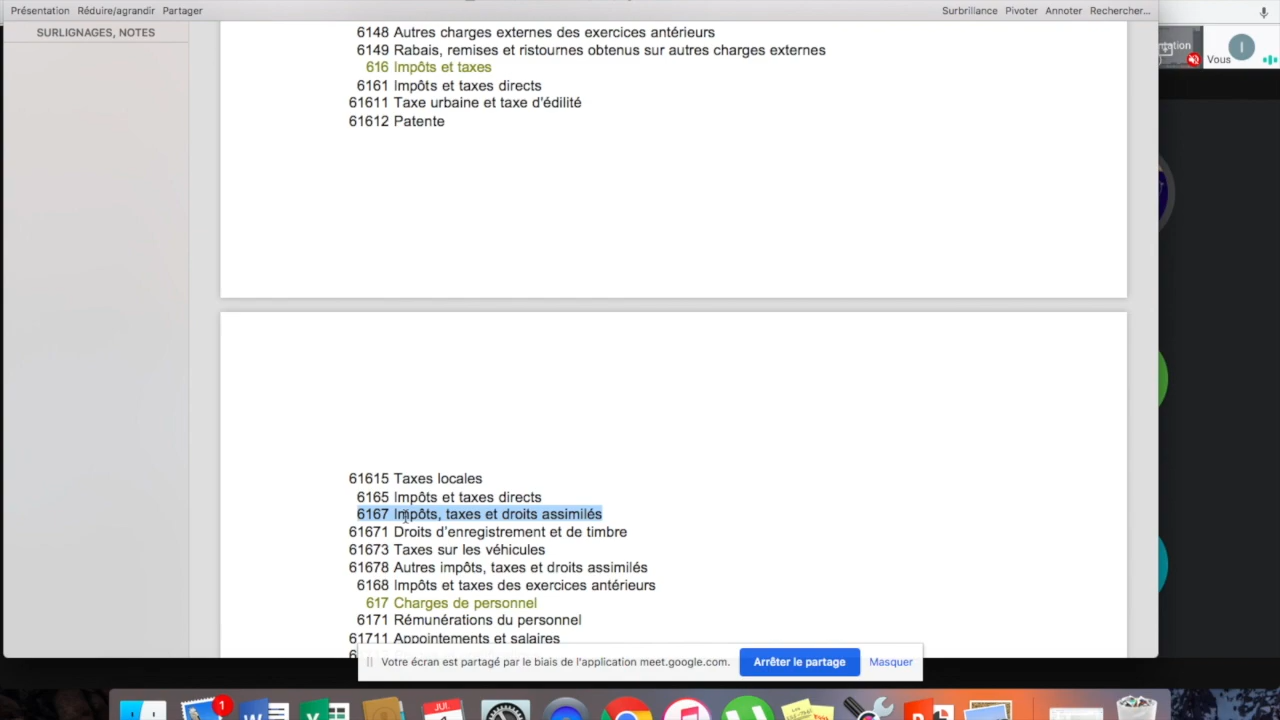 Présentation Réduire/agrandir Partager
Surbrillance Pivoter Annoter Rechercher...
SURLIGNAGES, NOTES
Vous
I
6148 Autres charges externes des exercices antérieurs
6149 Rabais, remises et ristournes obtenus sur autres charges externes
616 Impôts et taxes
6161 Impôts et taxes directs
61611 Taxe urbaine et taxe d'édilité
61612 Patente
61615 Taxes locales
6165 Impôts et taxes directs
6167 Impôts, taxes et droits assimilés
61671 Droits d'enregistrement et de timbre
61673 Taxes sur les véhicules
61678 Autres impôts, taxes et droits assimilés
6168 Impôts et taxes des exercices antérieurs
617 Charges de personnel
6171 Rémunérations du personnel
61711 Appointements et salaires
Votre écran est partagé par le biais de l'application meet.google.com. Arrêter le partage Masquer
1
JUL.